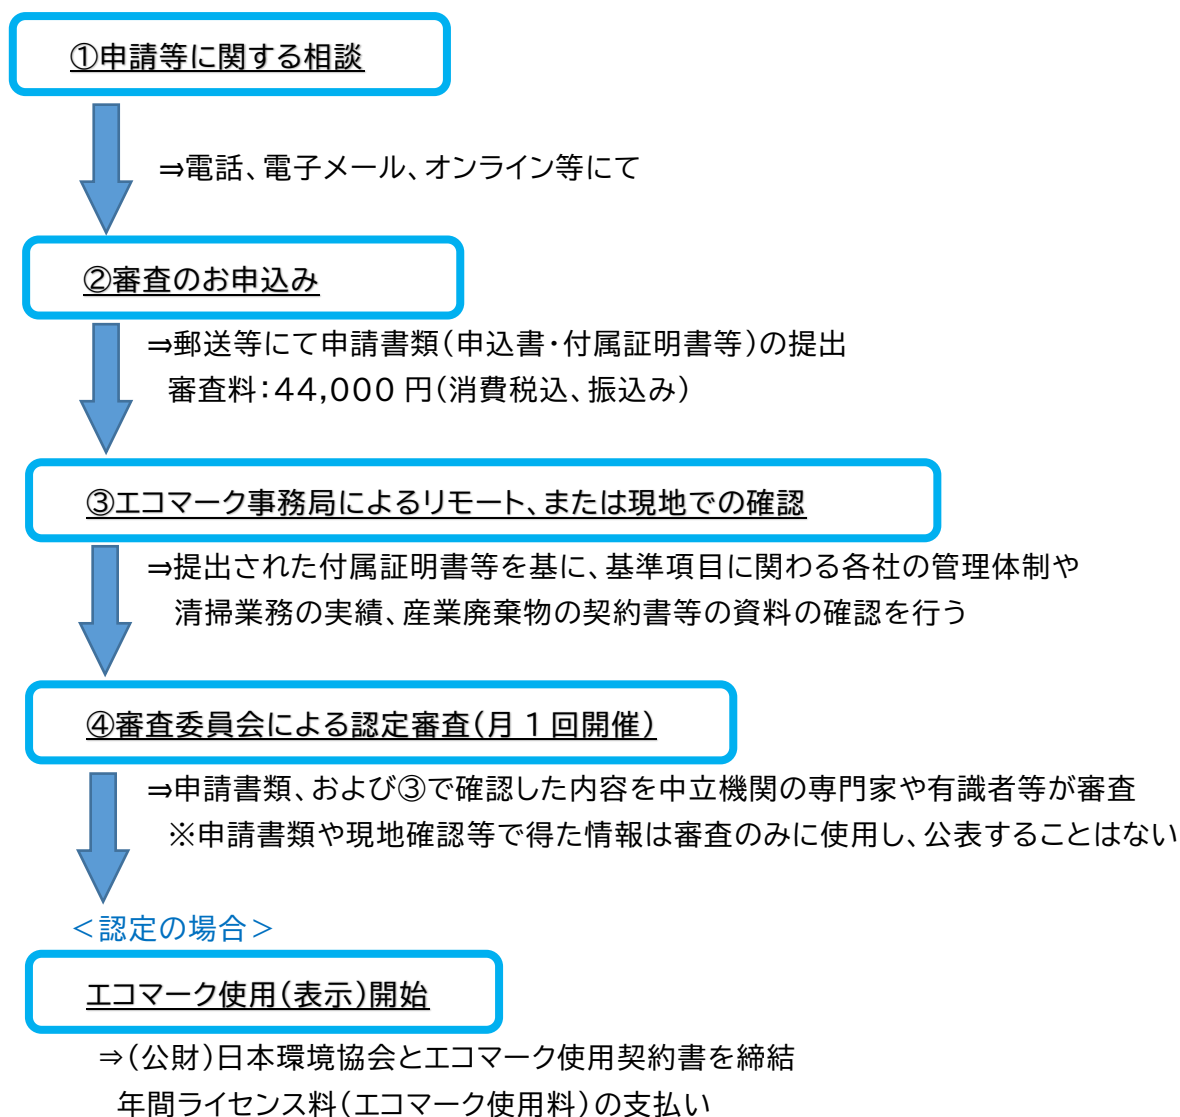 ①申請等に関する相談
⇒電話、電子メール、オンライン等にて
②審査のお申込み
⇒郵送等にて申請書類(申込書・付属証明書等)の提出
審査料:44,000 円(消費税込、振込み)
③エコマーク事務局によるリモート、または現地での確認
⇒提出された付属証明書等を基に、基準項目に関わる各社の管理体制や
清掃業務の実績、産業廃棄物の契約書等の資料の確認を行う
④審査委員会による認定審査(月 1 回開催)
⇒申請書類、および③で確認した内容を中立機関の専門家や有識者等が審査
※申請書類や現地確認等で得た情報は審査のみに使用し、公表することはない
<認定の場合>
エコマーク使用(表示)開始
⇒(公財)日本環境協会とエコマーク使用契約書を締結
年間ライセンス料(エコマーク使用料)の支払い